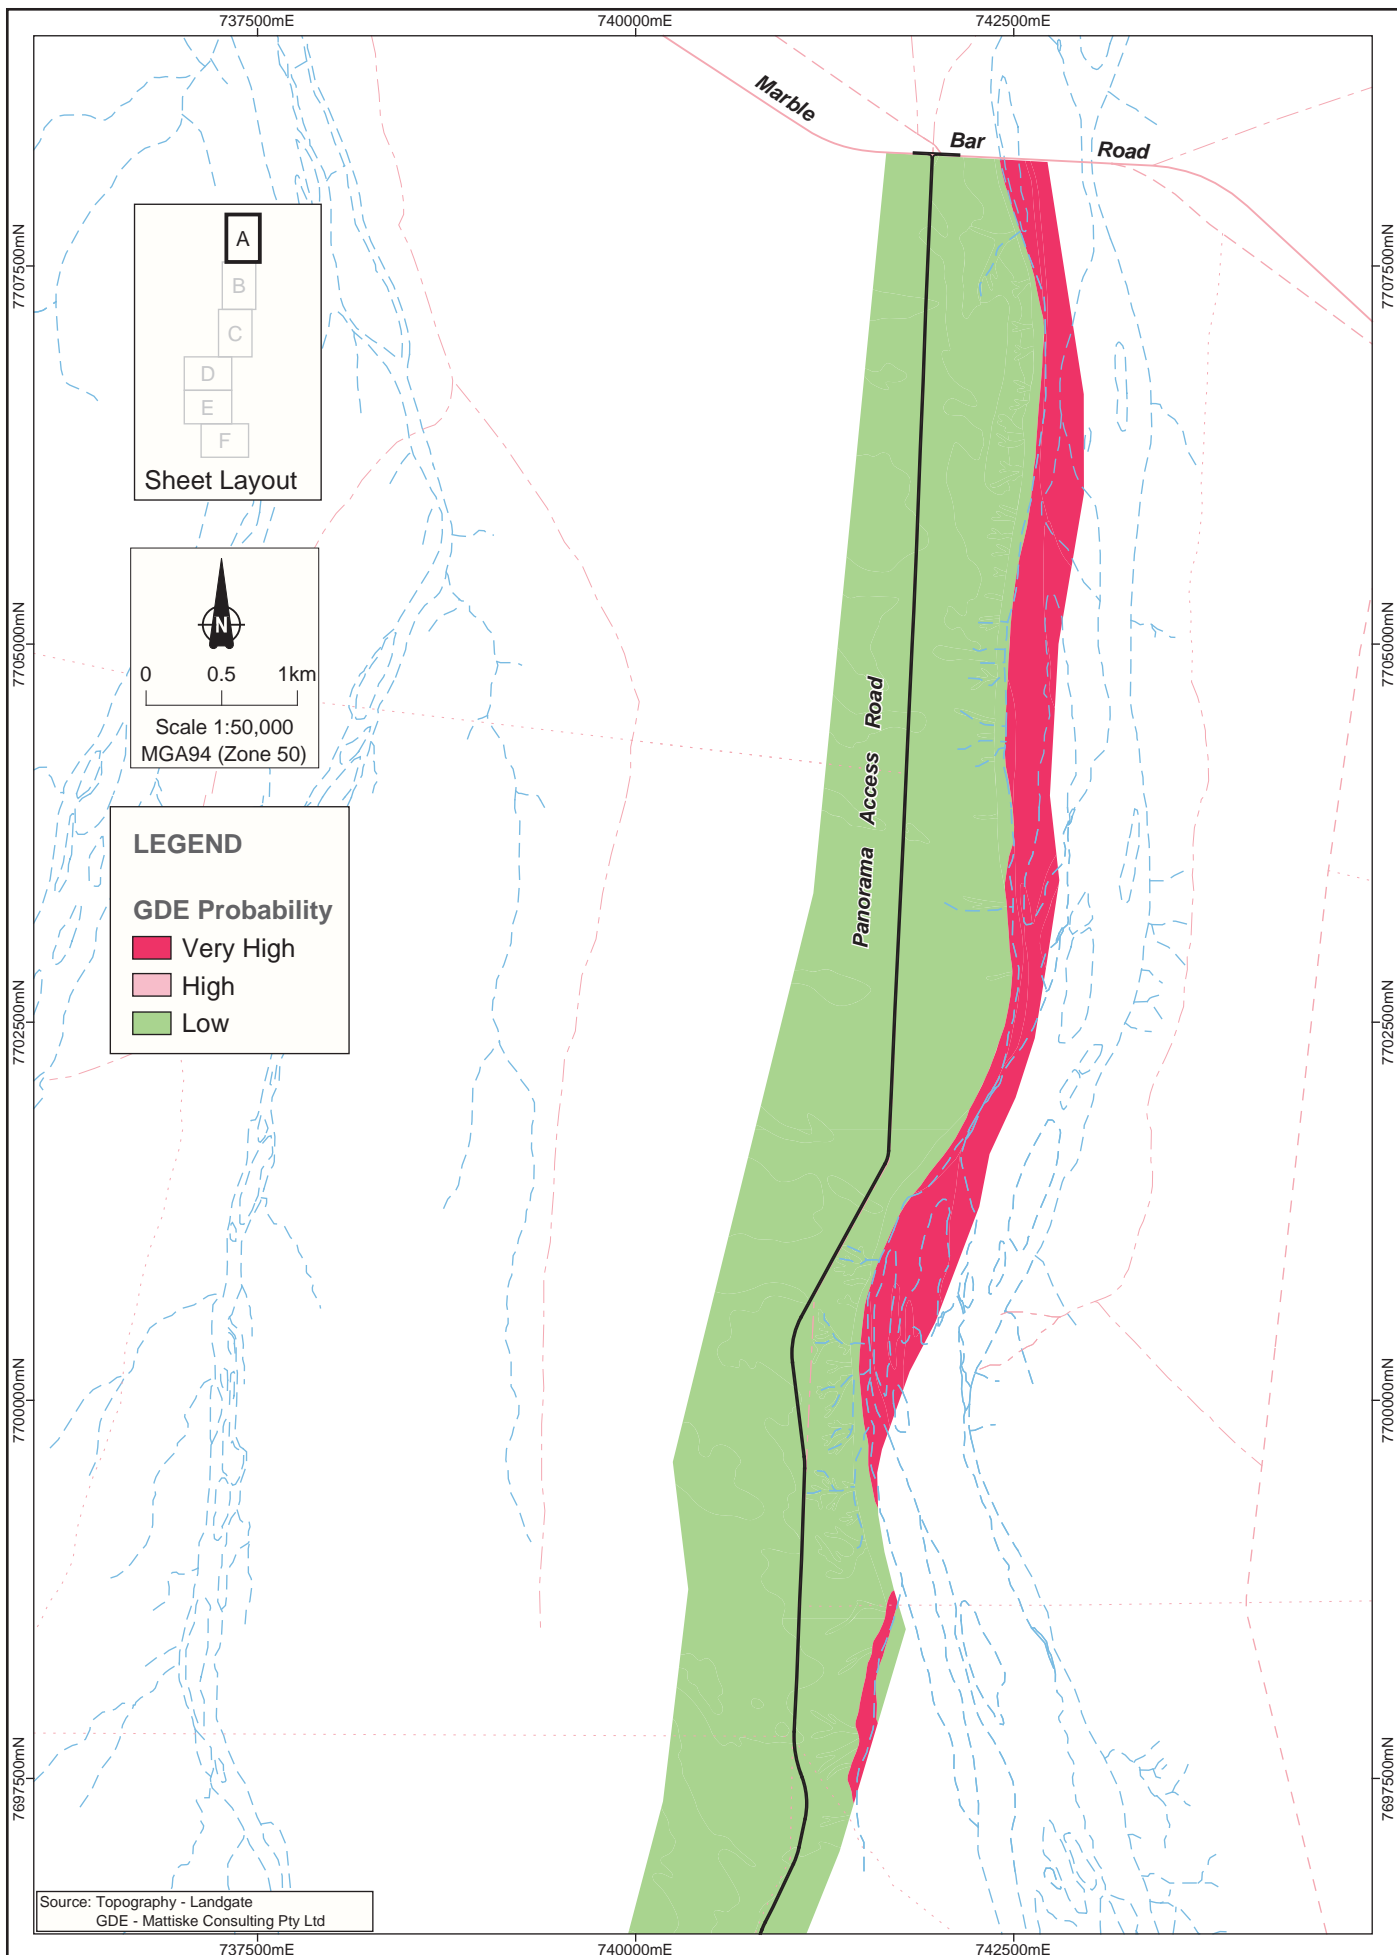 737500mE
740000mE
742500mE
Marble
Bar
Road
7707500mN
7707500mN
A
B
C
D
E
F
Sheet Layout
N
0 0.5 1km
Scale 1:50,000
MGA94 (Zone 50)
7705000mN
7705000mN
Panorama Access Road
LEGEND
GDE Probability
Very High
High
Low
7702500mN
7702500mN
7700000mN
7700000mN
7697500mN
7697500mN
Source: Topography - Landgate
GDE - Mattiske Consulting Pty Ltd
737500mE
740000mE
742500mE